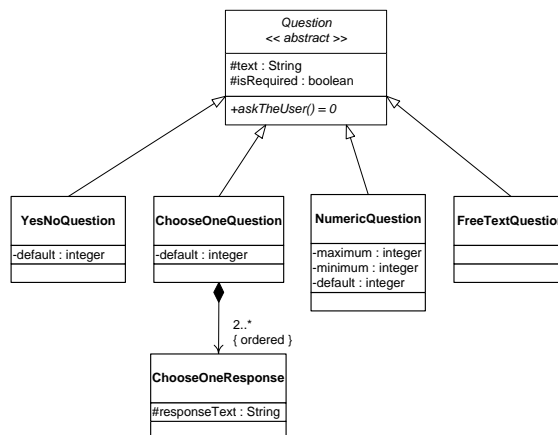 Question
<< abstract >>
#text : String
#isRequired : boolean
+askTheUser() = 0
YesNoQuestion
-default : integer
ChooseOneQuestion
-default : integer
NumericQuestion
-maximum : integer
-minimum : integer
-default : integer
FreeTextQuestion
2..*
{ ordered }
ChooseOneResponse
#responseText : String